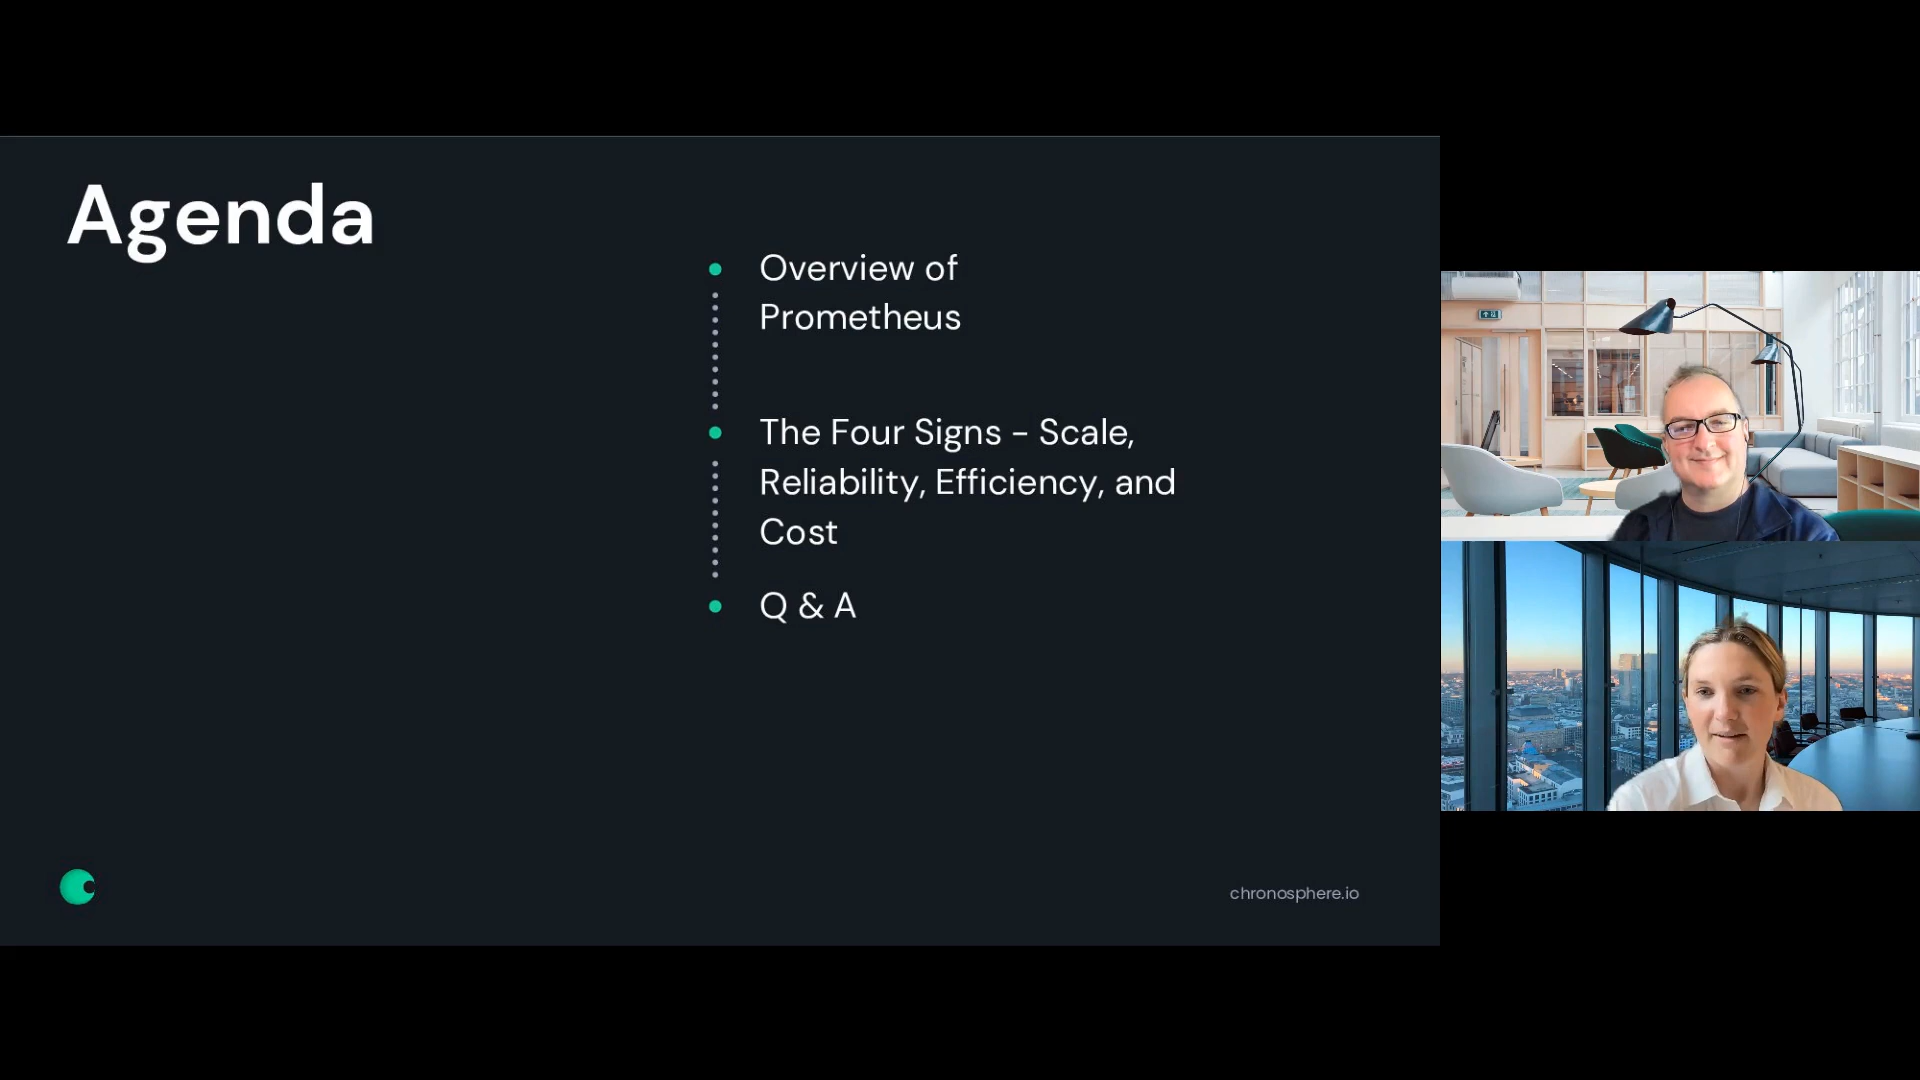 Agenda
Overview of
Prometheus
The Four Signs - Scale,
Reliability, Efficiency, and
Cost
Q & A
chronosphere.io